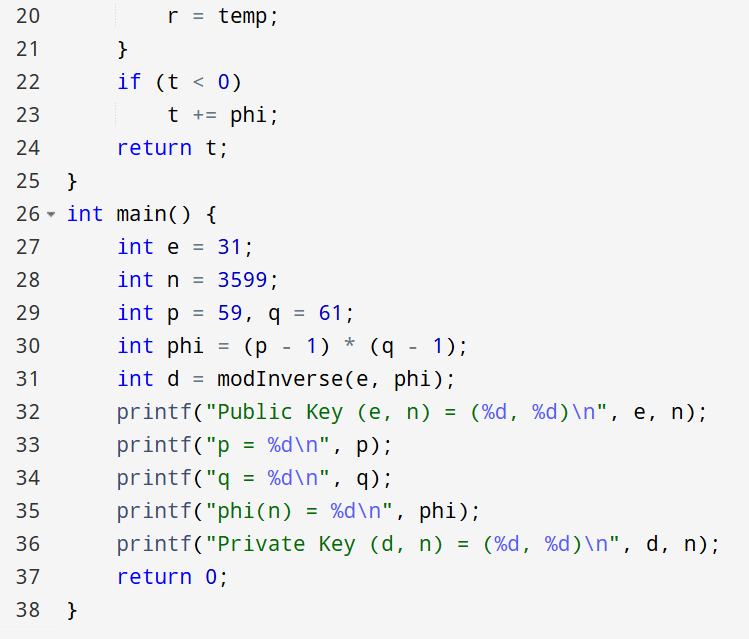 20 r = temp;
21 }
22 if (t < 0)
23 t += phi;
24 return t;
25 }
26 int main() {
27 int e = 31;
28 int n = 3599;
29 int p = 59, q = 61;
30 int phi = (p - 1) * (q - 1);
31 int d = modInverse(e, phi);
32 printf("Public Key (e, n) = (%d, %d)\n", e, n);
33 printf("p = %d\n", p);
34 printf("q = %d\n", q);
35 printf("phi(n) = %d\n", phi);
36 printf("Private Key (d, n) = (%d, %d)\n", d, n);
37 return 0;
38 }